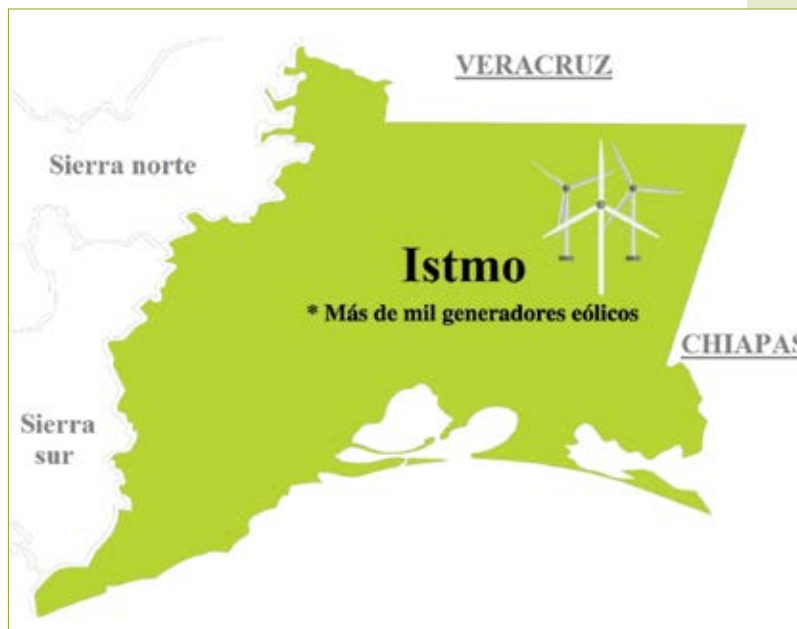 VERACRUZ
Sierra norte
Istmo
* Más de mil generadores eólicos
CHIAPAS
Sierra
sur